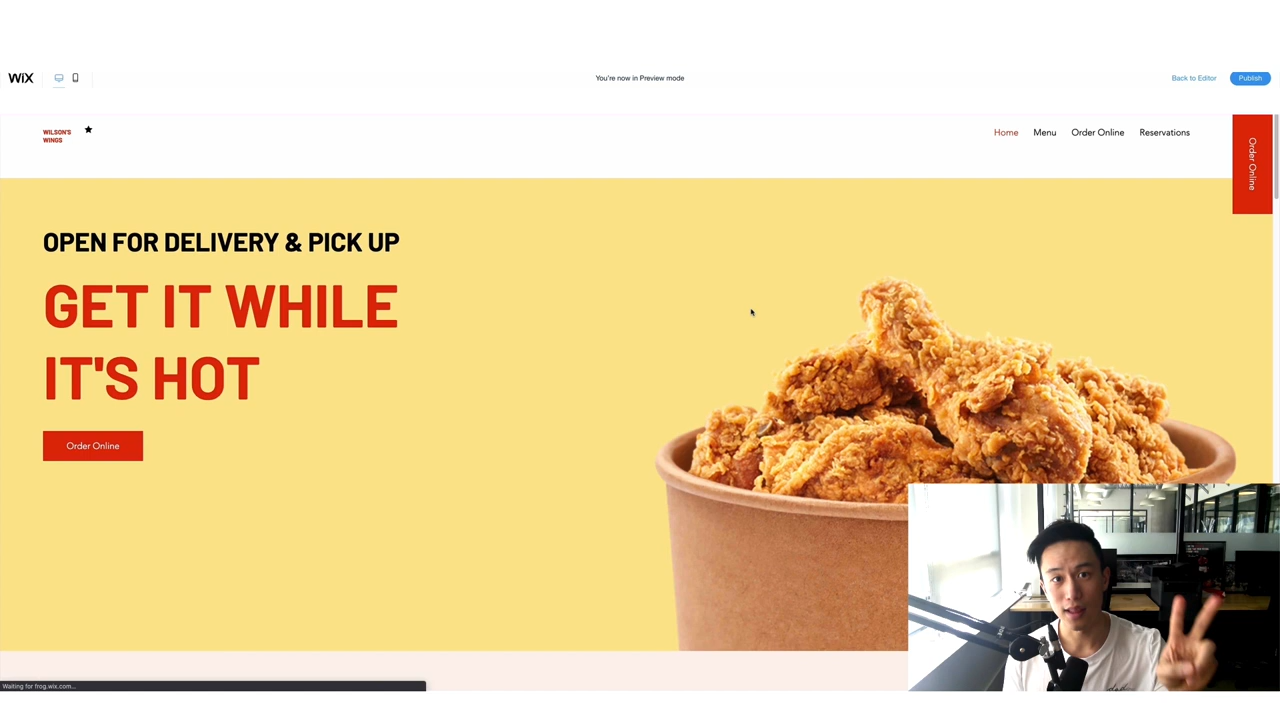 WiX
You're now in Preview mode
Back to Editor
Publish
WILSON'S
WINGS
Home
Menu
Order Online
Reservations
Order Online
OPEN FOR DELIVERY & PICK UP
GET IT WHILE
IT'S HOT
Order Online
Waiting for frog.wix.com...